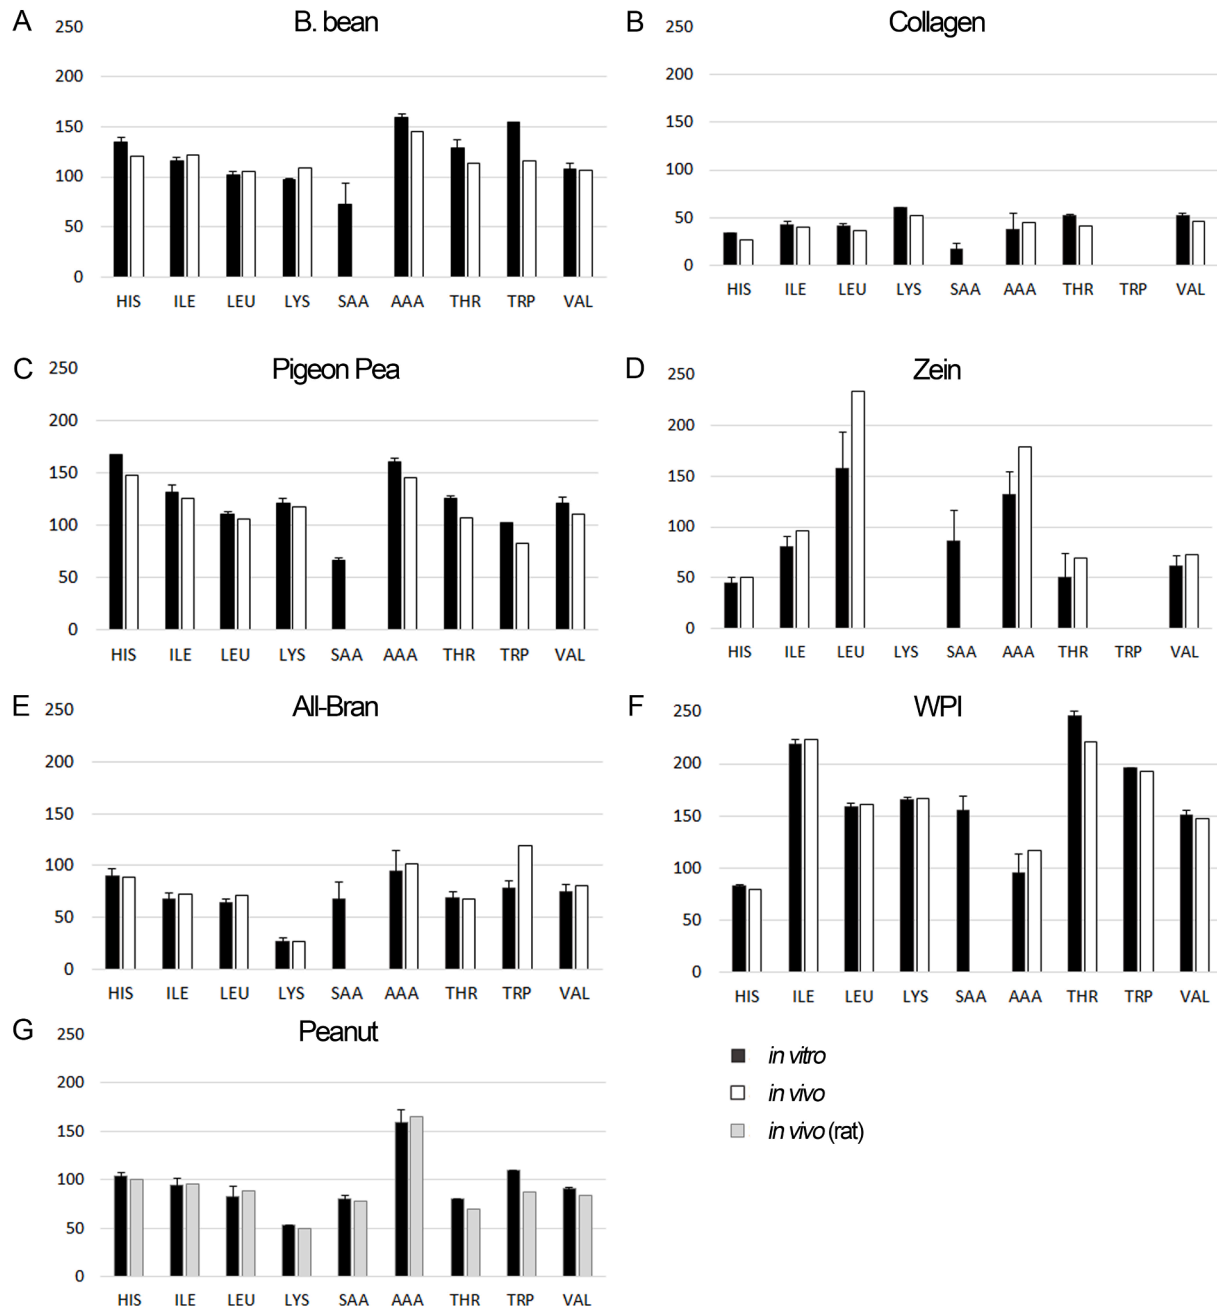 A B. bean
250
200
150
100
50
0
HIS ILE LEU LYS SAA AAA THR TRP VAL
B Collagen
250
200
150
100
50
0
HIS ILE LEU LYS SAA AAA THR TRP VAL
C Pigeon Pea
250
200
150
100
50
0
HIS ILE LEU LYS SAA AAA THR TRP VAL
D Zein
250
200
150
100
50
0
HIS ILE LEU LYS SAA AAA THR TRP VAL
E All-Bran
250
200
150
100
50
0
HIS ILE LEU LYS SAA AAA THR TRP VAL
F WPI
250
200
150
100
50
0
HIS ILE LEU LYS SAA AAA THR TRP VAL
G Peanut
250
200
150
100
50
0
HIS ILE LEU LYS SAA AAA THR TRP VAL
in vitro
in vivo
in vivo (rat)